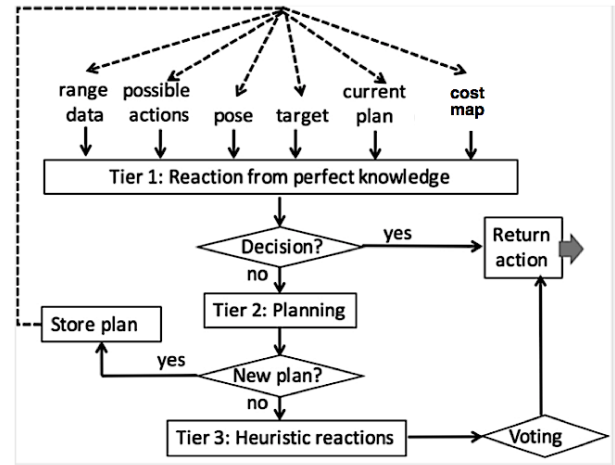 range data
possible actions
pose
target
current plan
cost map
Tier 1: Reaction from perfect knowledge
Decision?
yes
Return action
no
Tier 2: Planning
Store plan
yes
New plan?
no
Tier 3: Heuristic reactions
Voting